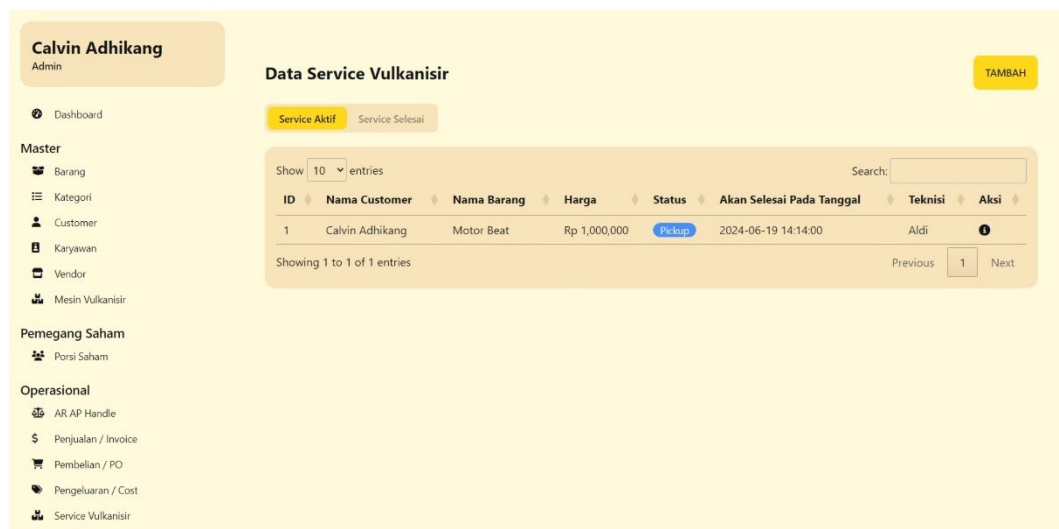 Calvin Adhikang
Admin
Dashboard
Master
Barang
Kategori
Customer
Karyawan
Vendor
Mesin Vulkanisir
Pemegang Saham
Porsi Saham
Operasional
AR AP Handle
Penjualan / Invoice
Pembelian / PO
Pengeluaran / Cost
Service Vulkanisir
Data Service Vulkanisir
TAMBAH
Service Aktif Service Selesai
Show 10 entries Search:
ID Nama Customer Nama Barang Harga Status Akan Selesai Pada Tanggal Teknisi Aksi
1 Calvin Adhikang Motor Beat Rp 1,000,000 Pickup 2024-06-19 14:14:00 Aldi
Showing 1 to 1 of 1 entries Previous 1 Next